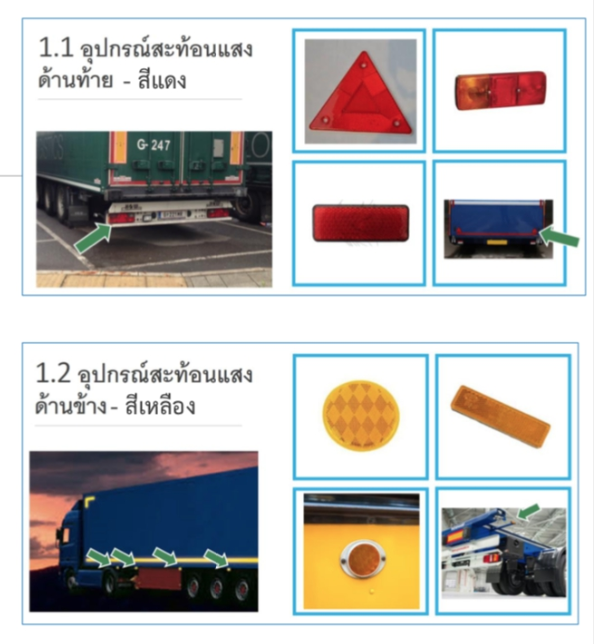 1.1 อุปกรณ์สะท้อนแสง
ด้านท้าย - สีแดง
G-247
1.2 อุปกรณ์สะท้อนแสง
ด้านข้าง - สีเหลือง